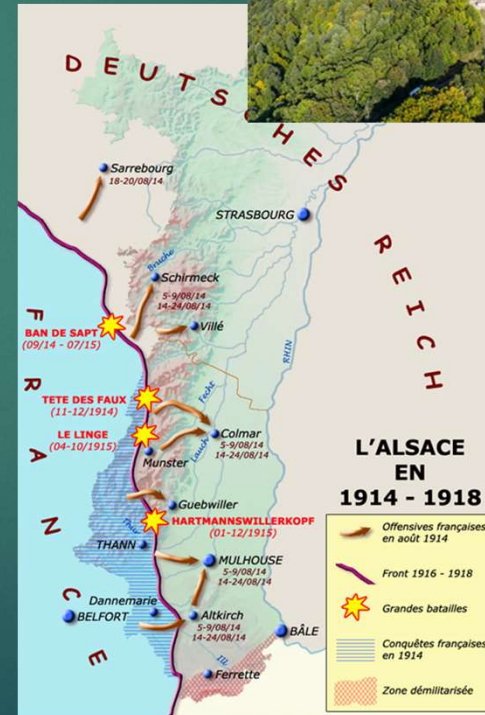 DEUTSCHES REICH
Sarrebourg
18-20/08/14
STRASBOURG
Bruche
Schirmeck
5-9/08/14
14-24/08/14
Villé
RHIN
FRANCE
BAN DE SAPT
(09/14 - 07/15)
TETE DES FAUX
(11-12/1914)
Fecht
LE LINGE
(04-10/1915)
Colmar
5-9/08/14
14-24/08/14
Lauch
Munster
Guebwiller
HARTMANNSWILLERKOPF
(01-12/1915)
Thur
THANN
MULHOUSE
5-9/08/14
14-24/08/14
Dannemarie
BELFORT
Altkirch
5-9/08/14
14-24/08/14
BÂLE
Ill
Ferrette
L'ALSACE
EN
1914 - 1918
Offensives françaises
en août 1914
Front 1916 - 1918
Grandes batailles
Conquêtes françaises
en 1914
Zone démilitarisée